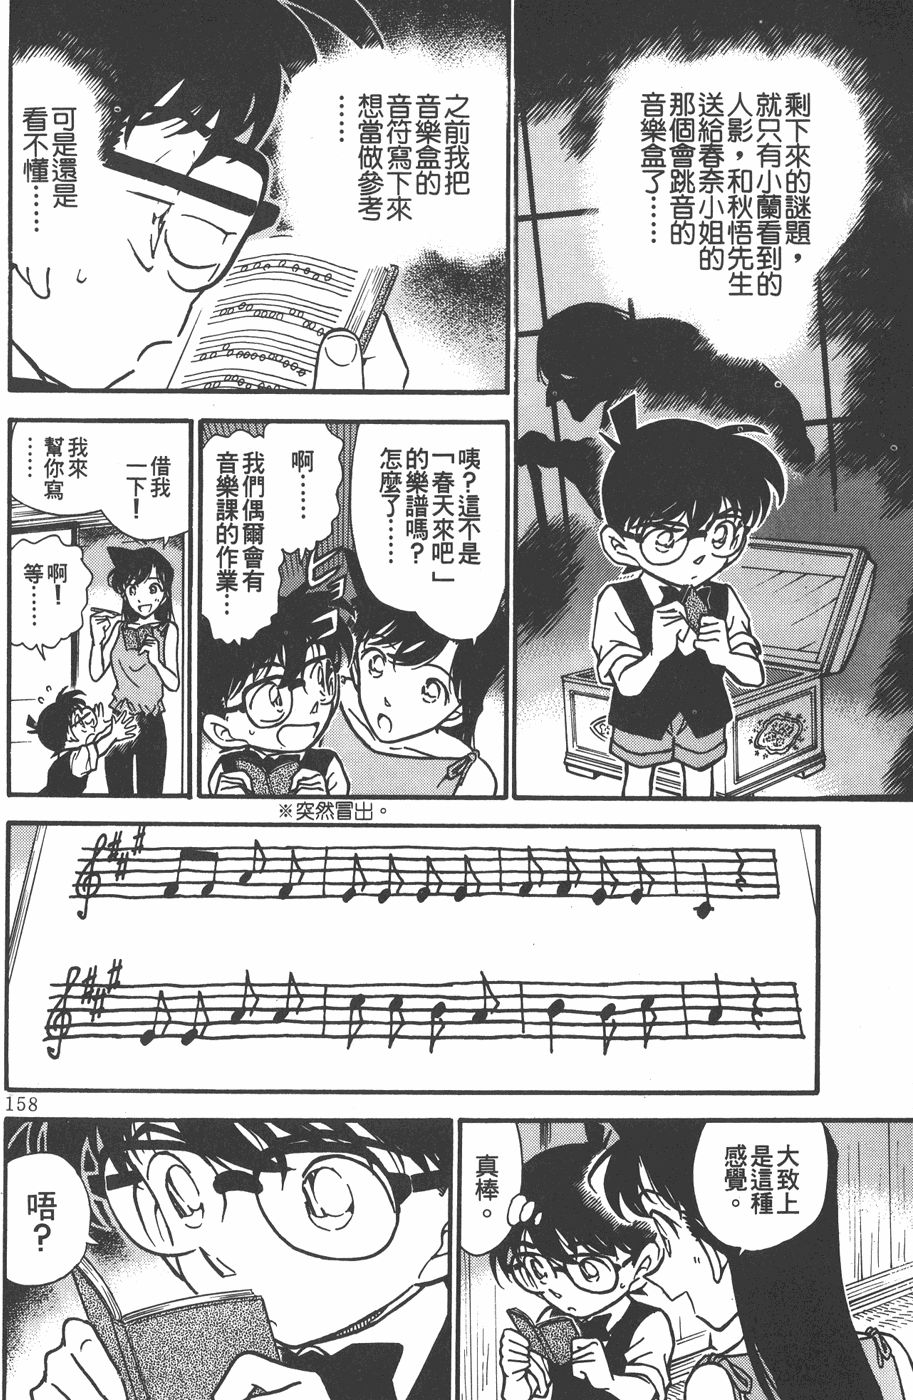 剩下來的謎題，
就只有小蘭看到的
人影，和秋悟先生
送給春奈小姐的
那個會跳音的
音樂盒了……
之前我把
音樂盒的
音符寫下來
想當做參考
……
可是還是
看不懂……
咦？這不是
「春天來吧」
的樂譜嗎？
怎麼了……
啊……
我們偶爾會有
音樂課的作業…
※突然冒出。
借我
一下！
我來
幫你寫
……
啊！
等……
158
大致上
是這種
感覺。
真棒。
唔？